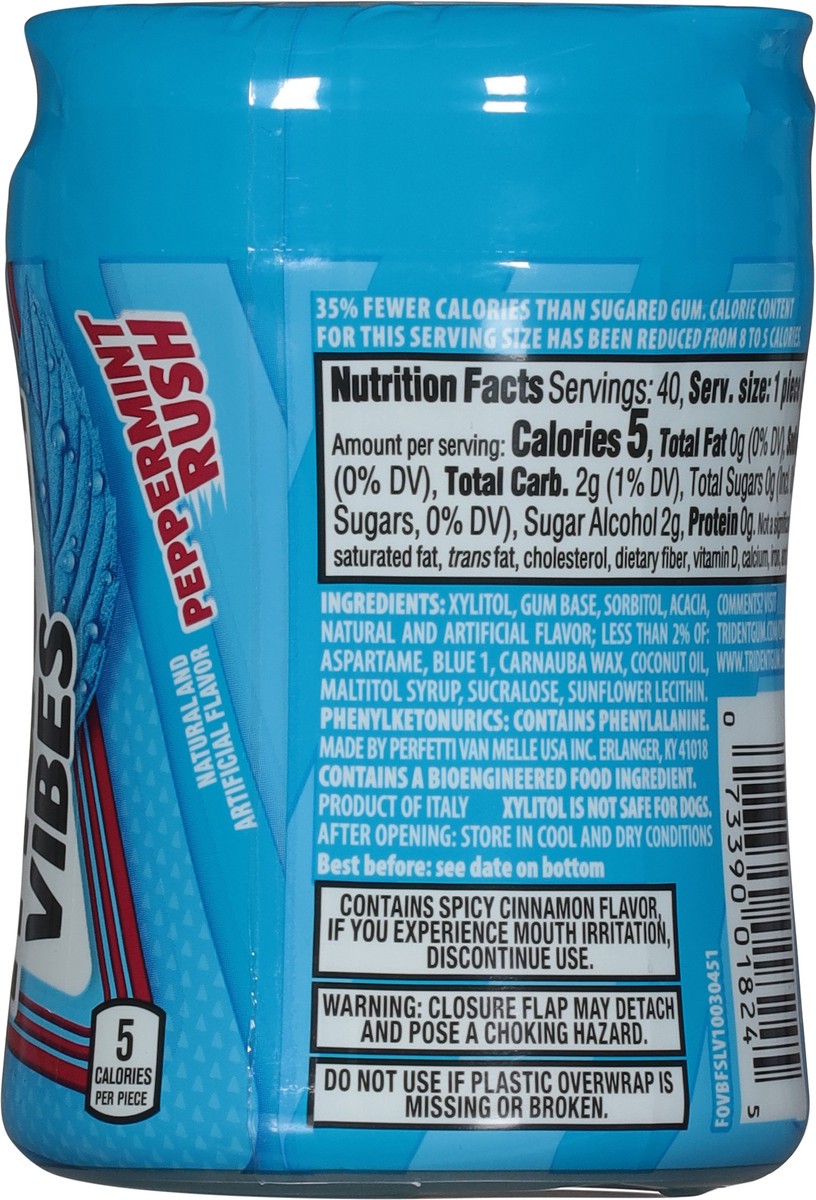 35% FEWER CALORIES THAN SUGARED GUM. CALORIE CONTENT
FOR THIS SERVING SIZE HAS BEEN REDUCED FROM 8 TO 5 CALORIES
Nutrition Facts Servings: 40, Serv. size: 1 piece
Amount per serving: Calories 5, Total Fat 0g (0% DV),
(0% DV), Total Carb. 2g (1% DV), Total Sugars 0g
Sugars, 0% DV), Sugar Alcohol 2g, Protein 0g. Not a
saturated fat, trans fat, cholesterol, dietary fiber, vitamin D, calcium, iron,
INGREDIENTS: XYLITOL, GUM BASE, SORBITOL, ACACIA,
NATURAL AND ARTIFICIAL FLAVOR; LESS THAN 2% OF:
ASPARTAME, BLUE 1, CARNAUBA WAX, COCONUT OIL,
MALTITOL SYRUP, SUCRALOSE, SUNFLOWER LECITHIN.
PHENYLKETONURICS: CONTAINS PHENYLALANINE.
MADE BY PERFETTI VAN MELLE USA INC. ERLANGER, KY 41018
CONTAINS A BIOENGINEERED FOOD INGREDIENT.
PRODUCT OF ITALY XYLITOL IS NOT SAFE FOR DOGS.
AFTER OPENING: STORE IN COOL AND DRY CONDITIONS
Best before: see date on bottom
COMMENTS? VISIT
TRIDENTGUM.COM
CONTAINS SPICY CINNAMON FLAVOR,
IF YOU EXPERIENCE MOUTH IRRITATION,
DISCONTINUE USE.
WARNING: CLOSURE FLAP MAY DETACH
AND POSE A CHOKING HAZARD.
DO NOT USE IF PLASTIC OVERWRAP IS
MISSING OR BROKEN.
FOVBFSLV10030451
0 73390 01824 5
PEPPERMINT
RUSH
NATURAL AND
ARTIFICIAL FLAVOR
VIBES
5
CALORIES
PER PIECE